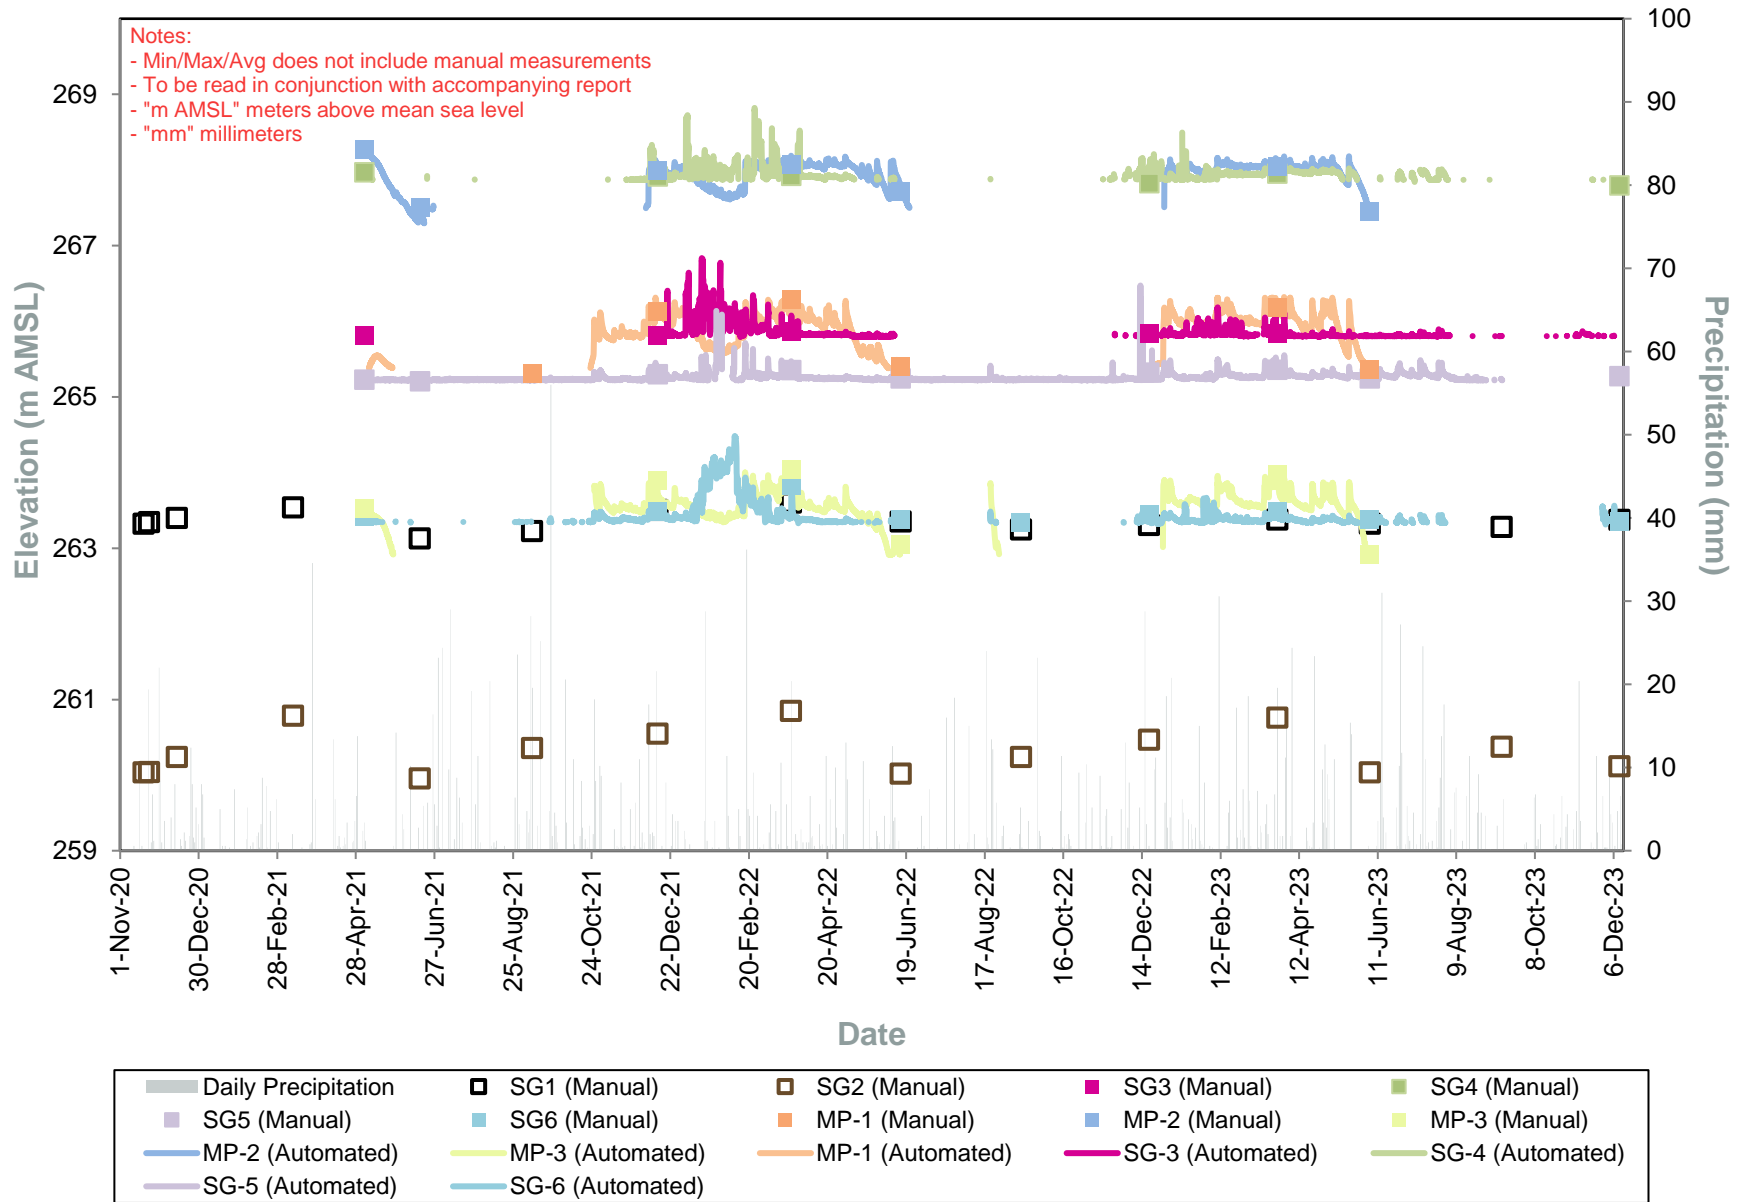 Notes:
- Min/Max/Avg does not include manual measurements
- To be read in conjunction with accompanying report
- "m AMSL" meters above mean sea level
- "mm" millimeters
269
267
265
263
261
259
Elevation (m AMSL)
100
90
80
70
60
50
40
30
20
10
0
Precipitation (mm)
1-Nov-20
30-Dec-20
28-Feb-21
28-Apr-21
27-Jun-21
25-Aug-21
24-Oct-21
22-Dec-21
20-Feb-22
20-Apr-22
19-Jun-22
17-Aug-22
16-Oct-22
14-Dec-22
12-Feb-23
12-Apr-23
11-Jun-23
9-Aug-23
8-Oct-23
6-Dec-23
Date
Daily Precipitation SG1 (Manual) SG2 (Manual) SG3 (Manual) SG4 (Manual)
SG5 (Manual) SG6 (Manual) MP-1 (Manual) MP-2 (Manual) MP-3 (Manual)
MP-2 (Automated) MP-3 (Automated) MP-1 (Automated) SG-3 (Automated) SG-4 (Automated)
SG-5 (Automated) SG-6 (Automated)